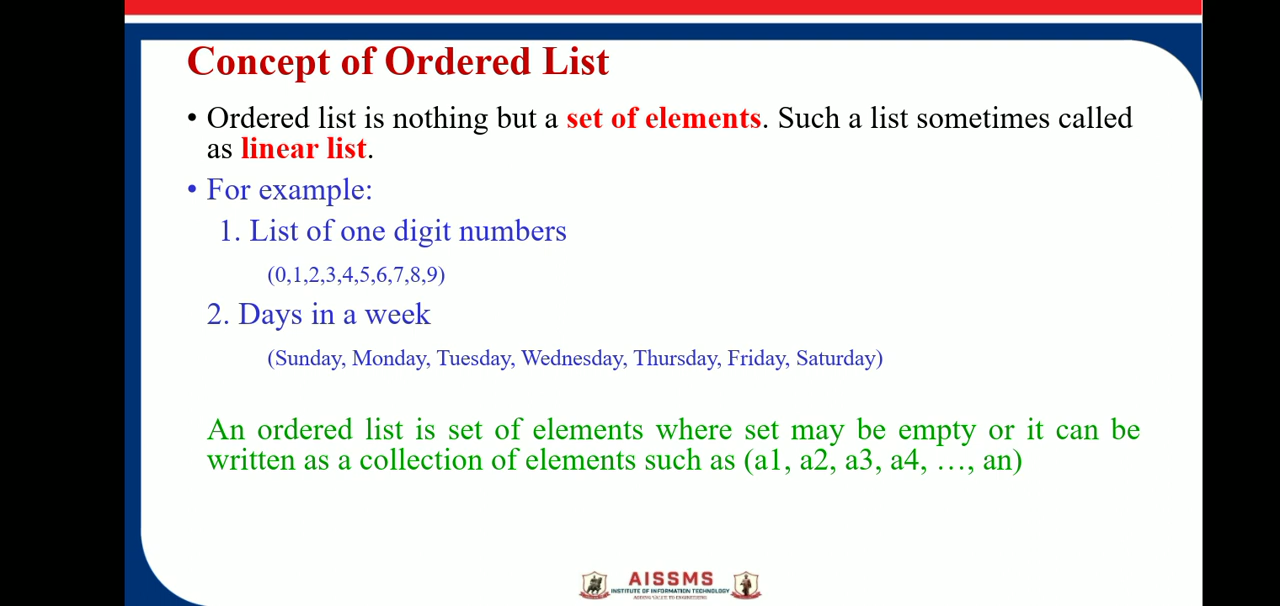 Concept of Ordered List
• Ordered list is nothing but a set of elements. Such a list sometimes called
as linear list.
• For example:
1. List of one digit numbers
(0,1,2,3,4,5,6,7,8,9)
2. Days in a week
(Sunday, Monday, Tuesday, Wednesday, Thursday, Friday, Saturday)
An ordered list is set of elements where set may be empty or it can be
written as a collection of elements such as (a1, a2, a3, a4, …, an)
AISSMS
INSTITUTE OF INFORMATION TECHNOLOGY
ADDING VALUE TO ENGINEERING